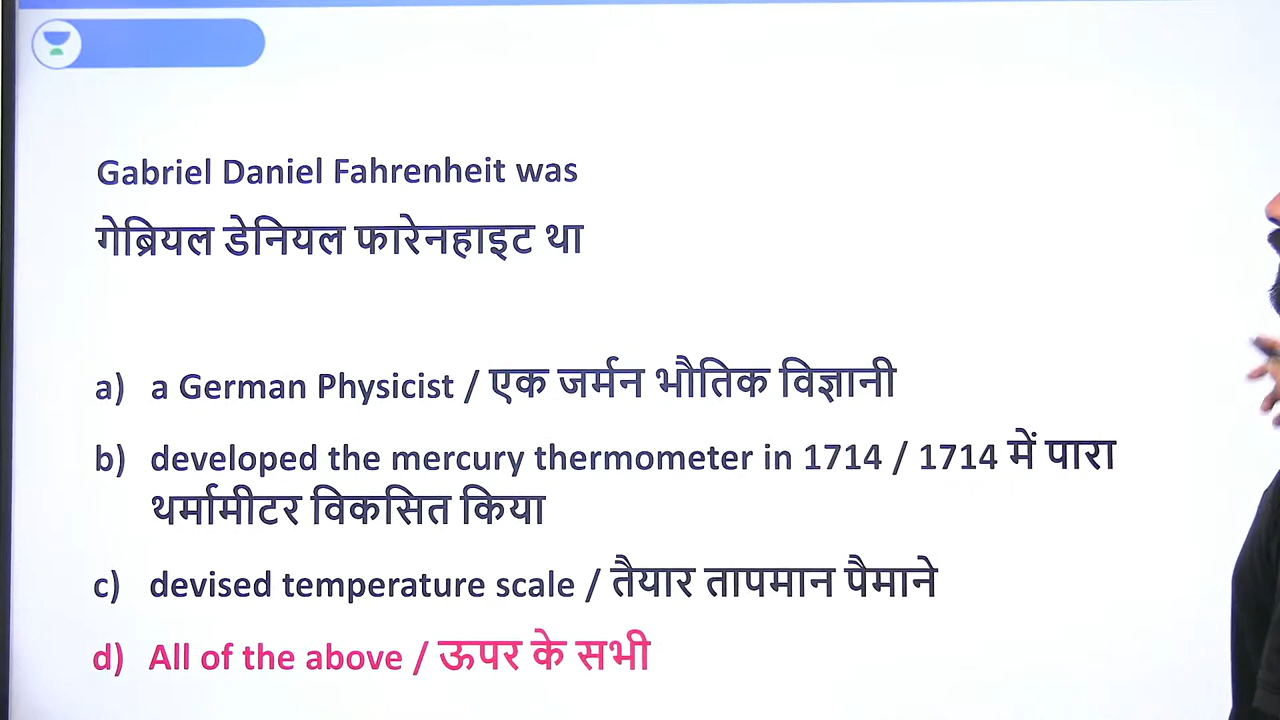 Gabriel Daniel Fahrenheit was
गेब्रियल डेनियल फारेनहाइट था
a) a German Physicist / एक जर्मन भौतिक विज्ञानी
b) developed the mercury thermometer in 1714 / 1714 में पारा
थर्मामीटर विकसित किया
c) devised temperature scale / तैयार तापमान पैमाने
d) All of the above / ऊपर के सभी